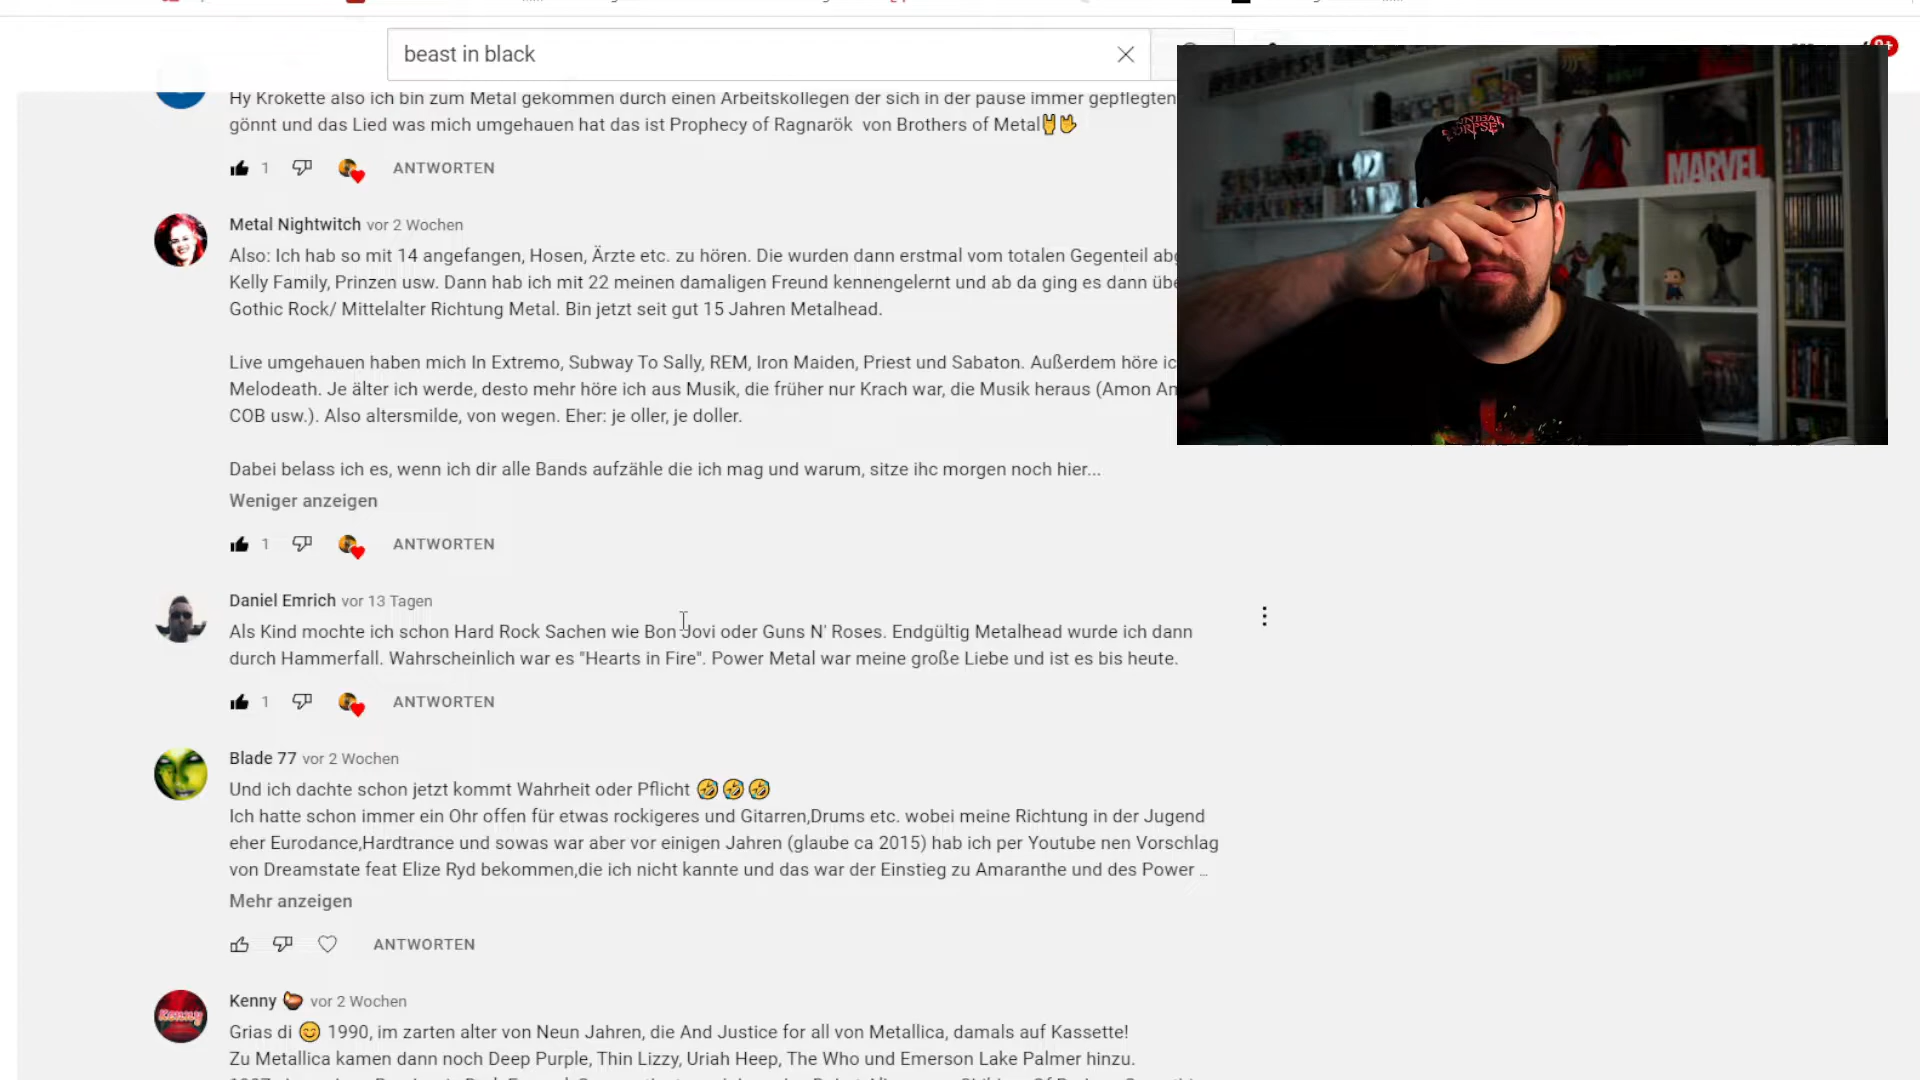 beast in black
9+
Hy Krokette also ich bin zum Metal gekommen durch einen Arbeitskollegen der sich in der pause immer gepflegten
gönnt und das Lied was mich umgehauen hat das ist Prophecy of Ragnarök von Brothers of Metal🤘🤘
1 ANTWORTEN
CANNIBAL CORPSE
MARVEL
Metal Nightwitch vor 2 Wochen
Also: Ich hab so mit 14 angefangen, Hosen, Ärzte etc. zu hören. Die wurden dann erstmal vom totalen Gegenteil
Kelly Family, Prinzen usw. Dann hab ich mit 22 meinen damaligen Freund kennengelernt und ab da ging es dann
Gothic Rock/ Mittelalter Richtung Metal. Bin jetzt seit gut 15 Jahren Metalhead.
Live umgehauen haben mich In Extremo, Subway To Sally, REM, Iron Maiden, Priest und Sabaton. Außerdem höre
Melodeath. Je älter ich werde, desto mehr höre ich aus Musik, die früher nur Krach war, die Musik heraus (Amon
COB usw.). Also altersmilde, von wegen. Eher: je oller, je doller.
Dabei belass ich es, wenn ich dir alle Bands aufzähle die ich mag und warum, sitze ihc morgen noch hier...
Weniger anzeigen
1 ANTWORTEN
Daniel Emrich vor 13 Tagen
Als Kind mochte ich schon Hard Rock Sachen wie Bon Jovi oder Guns N' Roses. Endgültig Metalhead wurde ich dann
durch Hammerfall. Wahrscheinlich war es "Hearts in Fire". Power Metal war meine große Liebe und ist es bis heute.
1 ANTWORTEN
Blade 77 vor 2 Wochen
Und ich dachte schon jetzt kommt Wahrheit oder Pflicht 🤣🤣🤣
Ich hatte schon immer ein Ohr offen für etwas rockigeres und Gitarren,Drums etc. wobei meine Richtung in der Jugend
eher Eurodance,Hardtrance und sowas war aber vor einigen Jahren (glaube ca 2015) hab ich per Youtube nen Vorschlag
von Dreamstate feat Elize Ryd bekommen,die ich nicht kannte und das war der Einstieg zu Amaranthe und des Power ...
Mehr anzeigen
ANTWORTEN
Kenny vor 2 Wochen
Grias di 😊 1990, im zarten alter von Neun Jahren, die And Justice for all von Metallica, damals auf Kassette!
Zu Metallica kamen dann noch Deep Purple, Thin Lizzy, Uriah Heep, The Who und Emerson Lake Palmer hinzu.